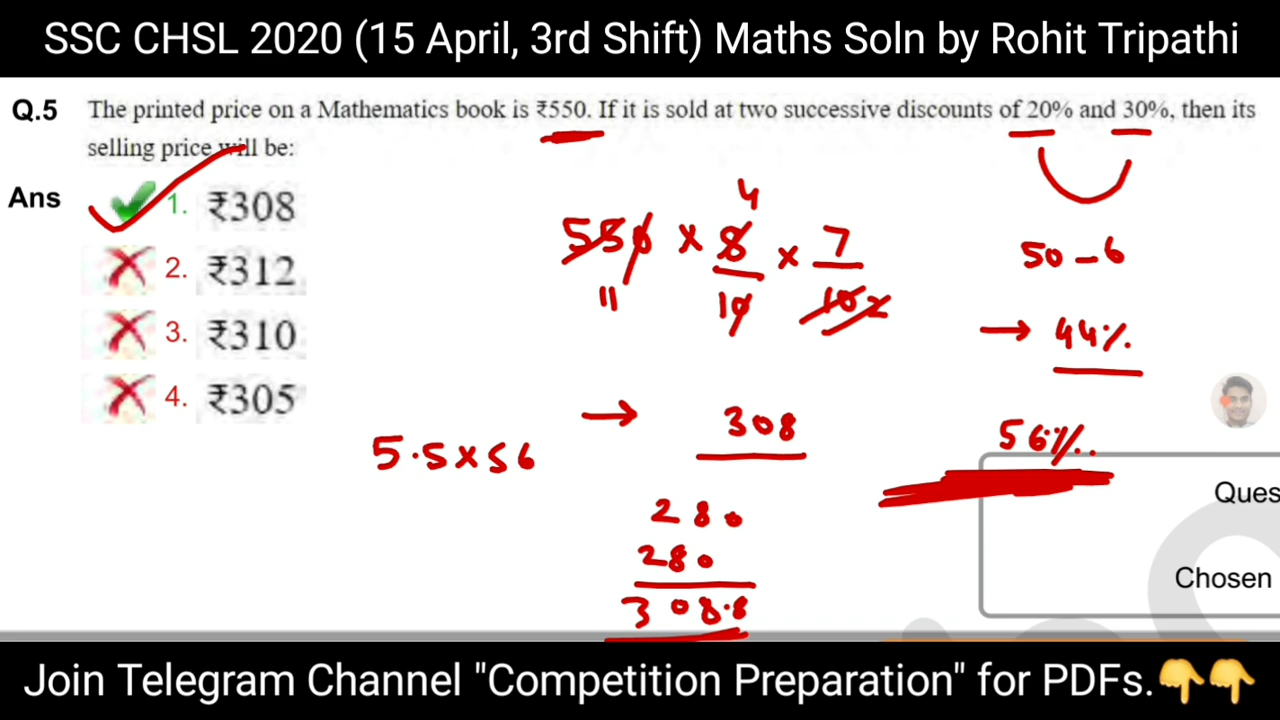 SSC CHSL 2020 (15 April, 3rd Shift) Maths Soln by Rohit Tripathi
Q.5 The printed price on a Mathematics book is ₹550. If it is sold at two successive discounts of 20% and 30%, then its
selling price will be:
Ans
1. ₹308
2. ₹312
3. ₹310
4. ₹305
4
550 × 8 × 7
11 10 10 2
50 - 6
→ 44%
→ 308
56%.
5.5 × 56
280
280
308.8
Ques
Chosen
Join Telegram Channel "Competition Preparation" for PDFs.👇👇